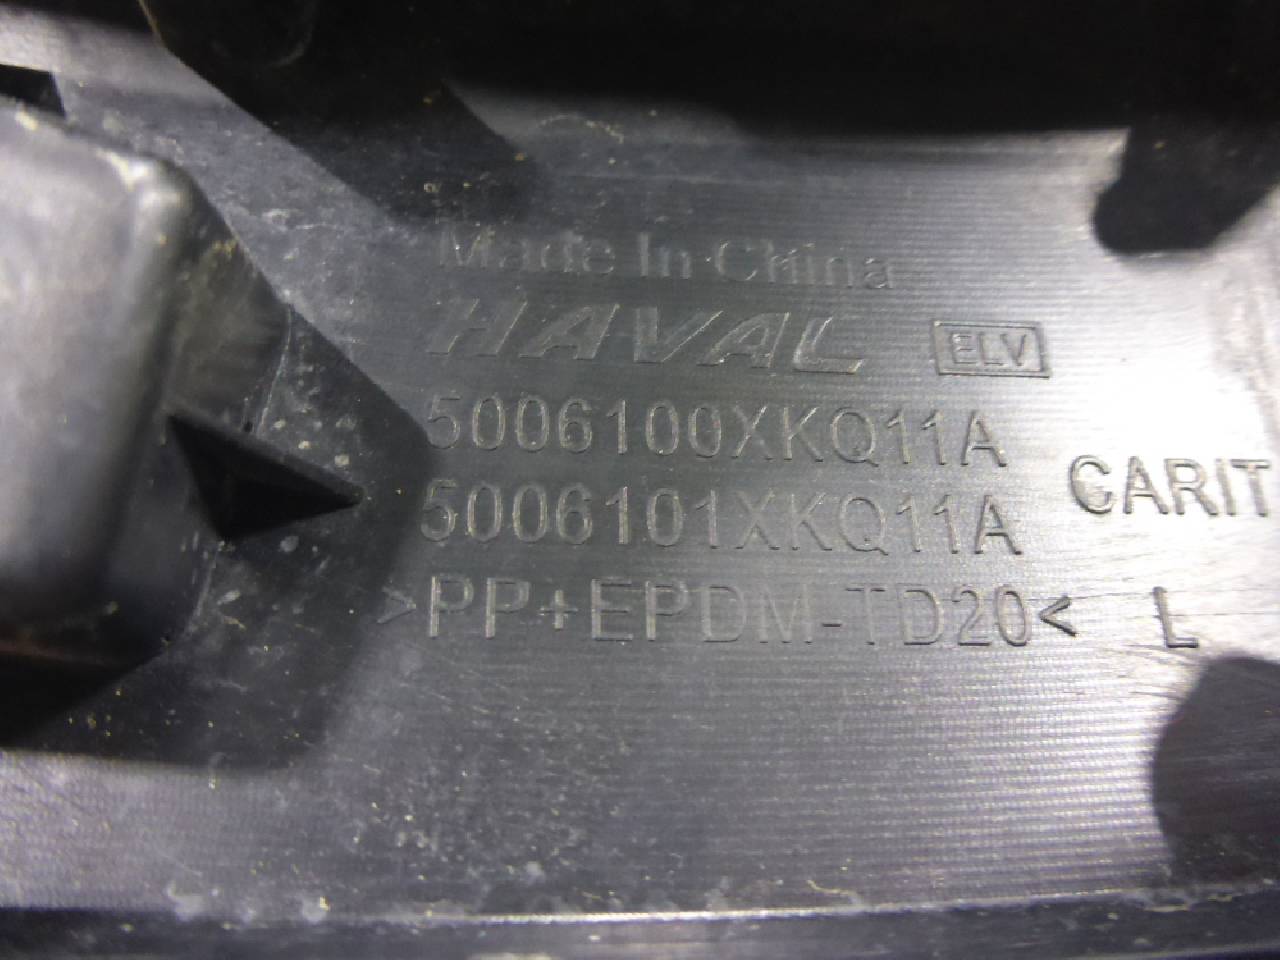 Made In China
HAVAL ELV
5006100XKQ11A
5006101XKQ11A CARIT
>PP+EPDM-TD20< L